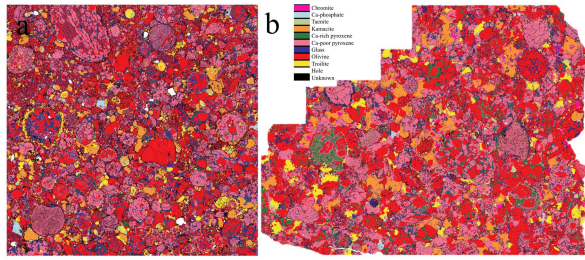 a
b
Chromite
Ca-phosphate
Taenite
Kamacite
Ca-rich pyroxene
Ca-poor pyroxene
Glass
Olivine
Troilite
Hole
Unknown